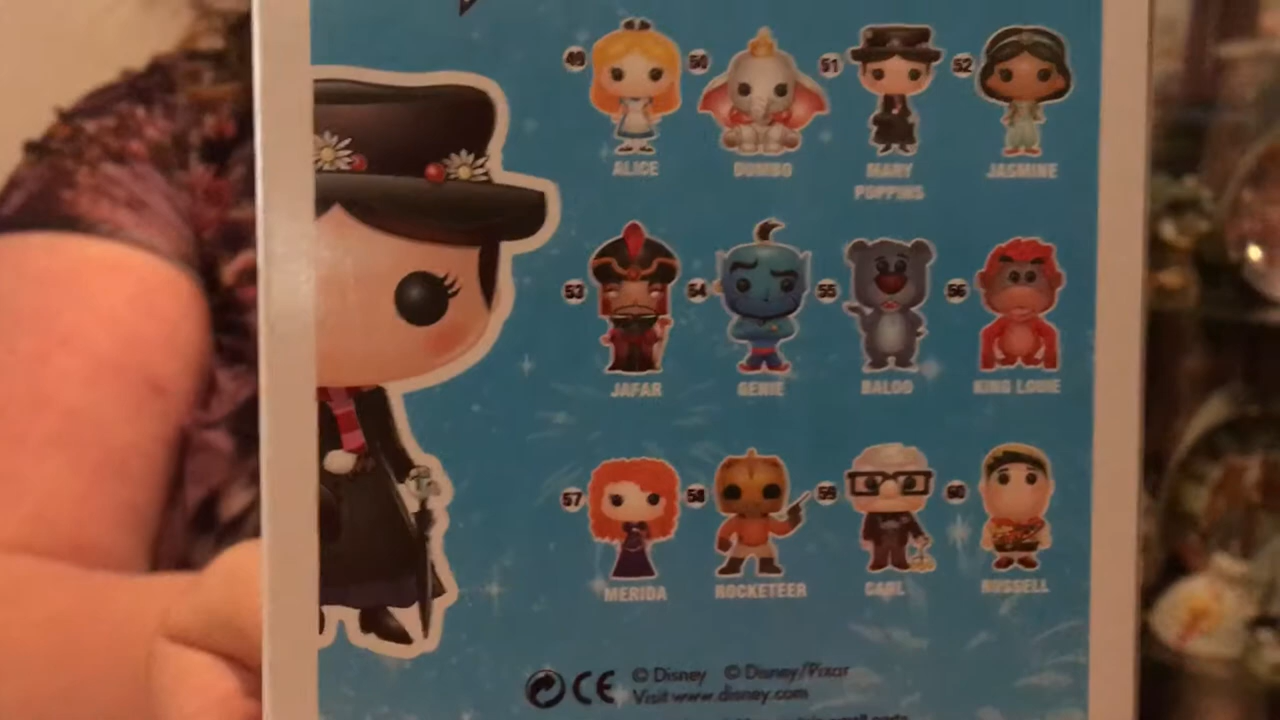 49 50 51 52
ALICE DUMBO MARY POPPINS JASMINE
53 54 55 56
JAFAR GENIE BALOO KING LOUIE
57 58 59 60
MERIDA ROCKETEER CARL RUSSELL
CE © Disney © Disney/Pixar
Visit www.disney.com